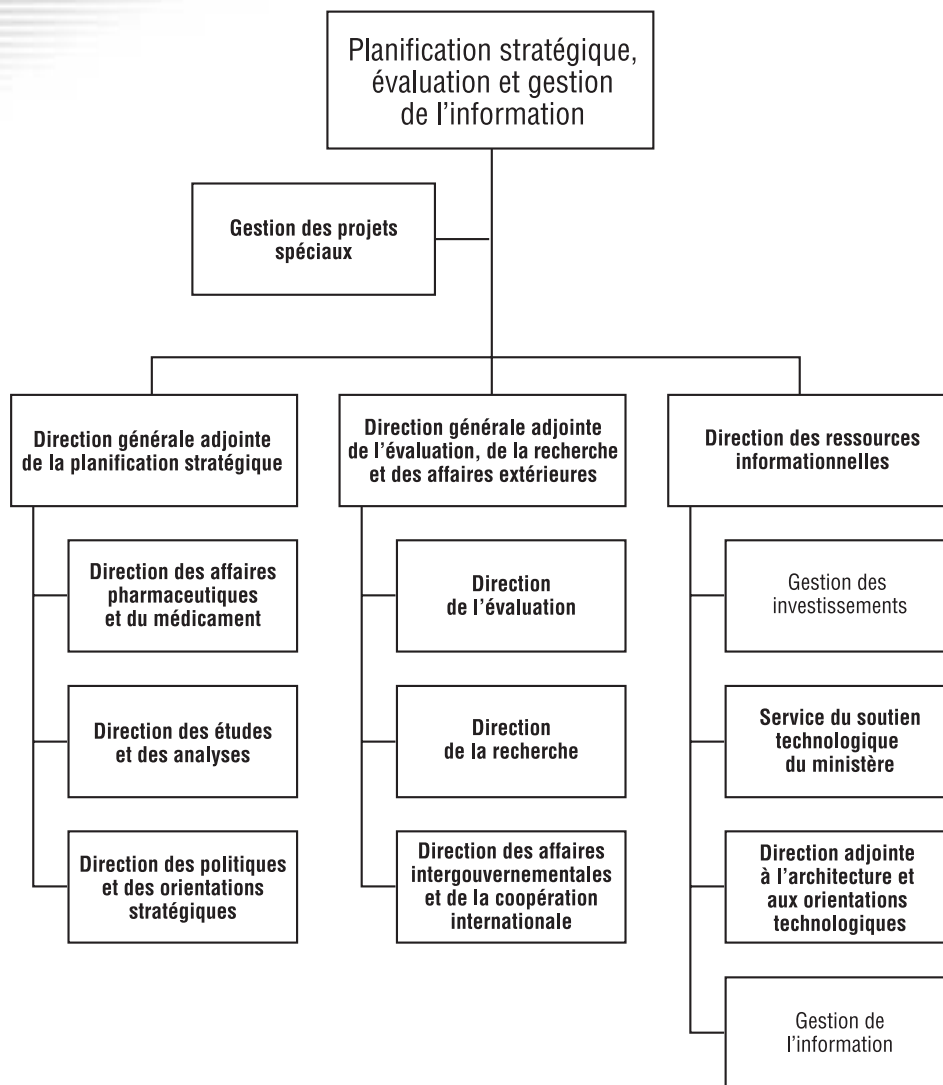 Planification stratégique,
évaluation et gestion
de l'information
Gestion des projets
spéciaux
Direction générale adjointe
de la planification stratégique
Direction des affaires
pharmaceutiques
et du médicament
Direction des études
et des analyses
Direction des politiques
et des orientations
stratégiques
Direction générale adjointe
de l'évaluation, de la recherche
et des affaires extérieures
Direction
de l'évaluation
Direction
de la recherche
Direction des affaires
intergouvernementales
et de la coopération
internationale
Direction des ressources
informationnelles
Gestion des
investissements
Service du soutien
technologique
du ministère
Direction adjointe
à l'architecture et
aux orientations
technologiques
Gestion de
l'information